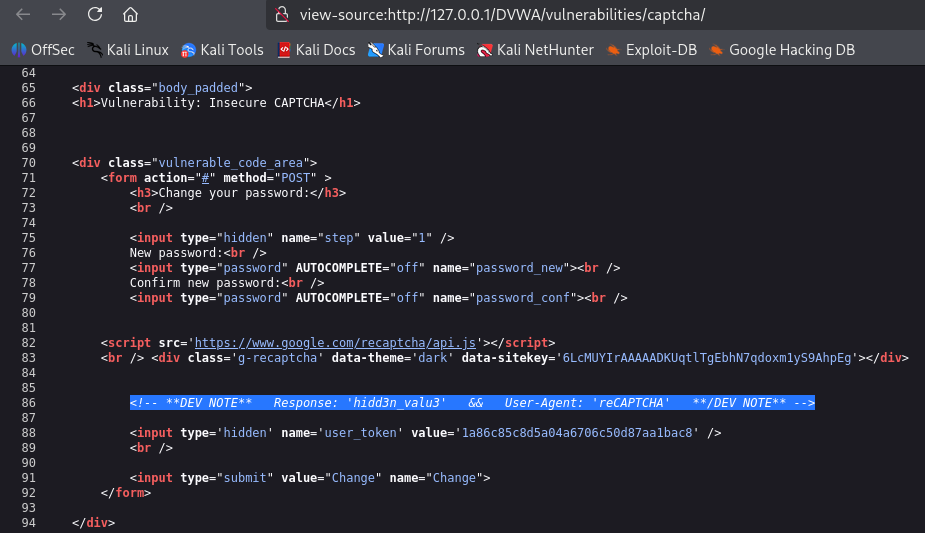 view-source:http://127.0.0.1/DVWA/vulnerabilities/captcha/
OffSec Kali Linux Kali Tools Kali Docs Kali Forums Kali NetHunter Exploit-DB Google Hacking DB
64
65 <div class="body_padded">
66 <h1>Vulnerability: Insecure CAPTCHA</h1>
67
68
69
70 <div class="vulnerable_code_area">
71 <form action="#" method="POST" >
72 <h3>Change your password:</h3>
73 <br />
74
75 <input type="hidden" name="step" value="1" />
76 New password:<br />
77 <input type="password" AUTOCOMPLETE="off" name="password_new"><br />
78 Confirm new password:<br />
79 <input type="password" AUTOCOMPLETE="off" name="password_conf"><br />
80
81
82 <script src='https://www.google.com/recaptcha/api.js'></script>
83 <br /> <div class='g-recaptcha' data-theme='dark' data-sitekey='6LcMUYIrAAAAADKUqtlTgEbhN7qdoxm1yS9AhpEg'></div>
84
85
86 <!-- **DEV NOTE** Response: 'hidd3n_valu3' && User-Agent: 'reCAPTCHA' **/DEV NOTE** -->
87
88 <input type='hidden' name='user_token' value='1a86c85c8d5a04a6706c50d87aa1bac8' />
89 <br />
90
91 <input type="submit" value="Change" name="Change">
92 </form>
93
94 </div>